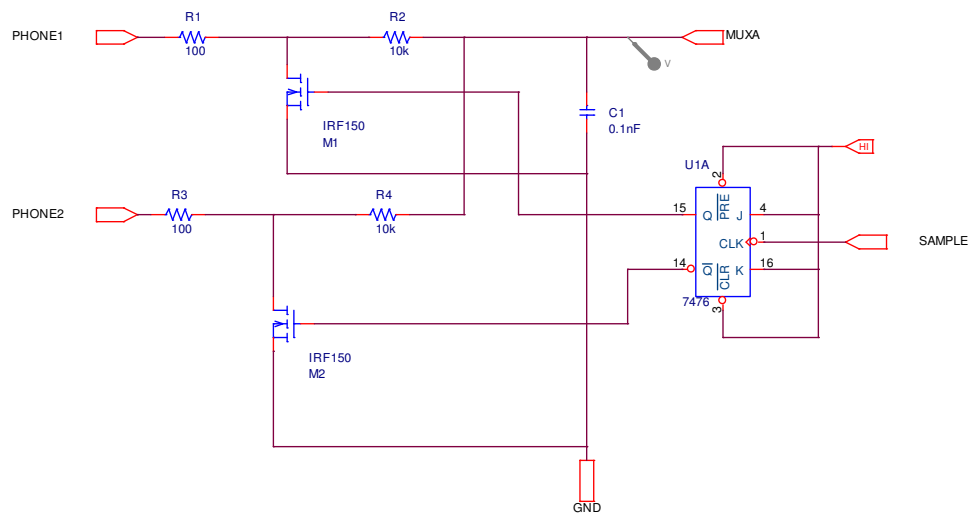 R1
R2
PHONE1
100
10k
MUXA
V
C1
0.1nF
IRF150
M1
HI
U1A
2
R3
R4
PHONE2
100
10k
15
Q
PRE
J
4
CLK
1
SAMPLE
14
Q
CLR
K
16
7476
3
IRF150
M2
GND